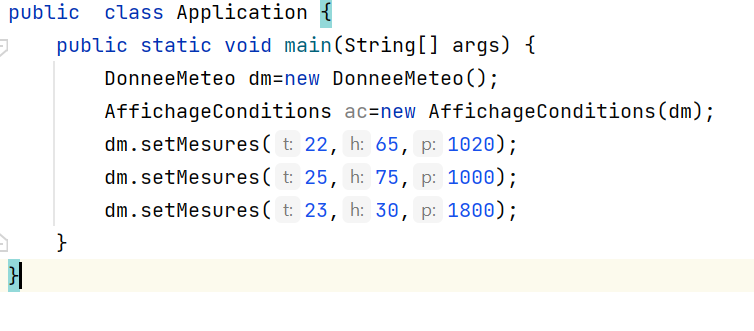 public  class Application {
    public static void main(String[] args) {
        DonneeMeteo dm=new DonneeMeteo();
        AffichageConditions ac=new AffichageConditions(dm);
        dm.setMesures( t: 22, h: 65, p: 1020);
        dm.setMesures( t: 25, h: 75, p: 1000);
        dm.setMesures( t: 23, h: 30, p: 1800);
    }
}